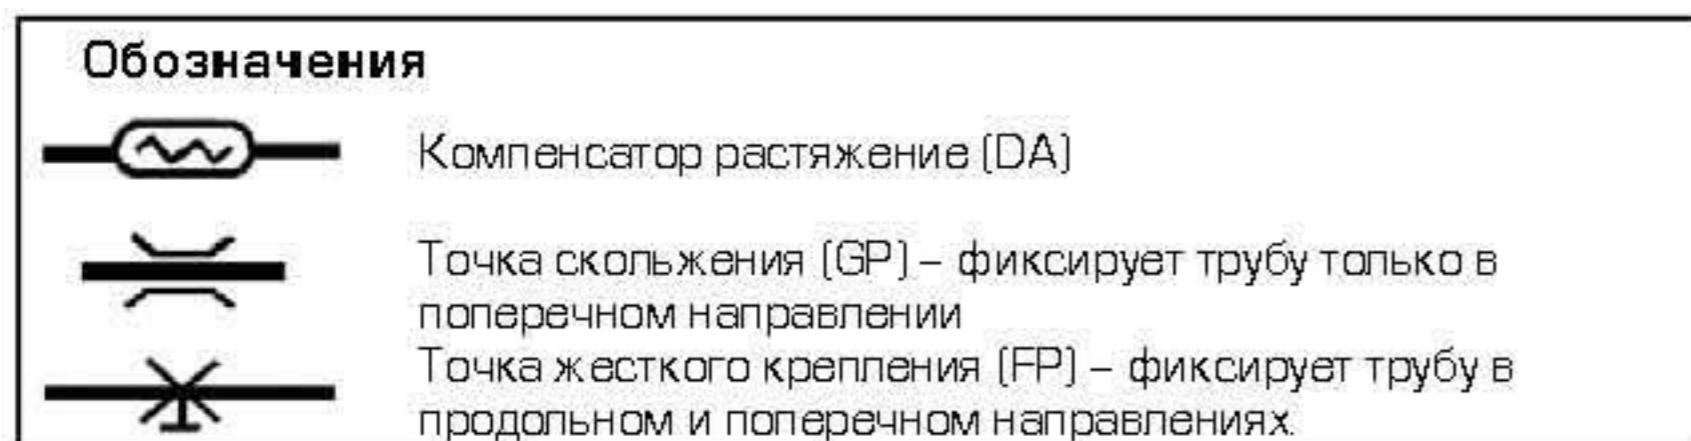 Обозначения
Компенсатор растяжение (DA)
Точка скольжения (GP) – фиксирует трубу только в
поперечном направлении
Точка жесткого крепления (FP) – фиксирует трубу в
продольном и поперечном направлениях.